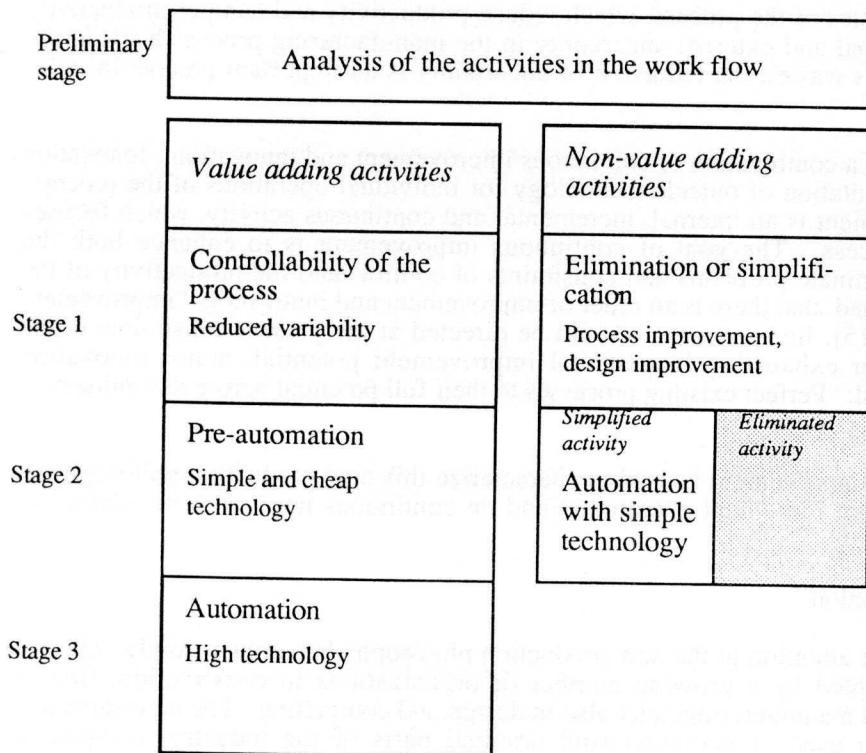 Preliminary
stage
Analysis of the activities in the work flow
Value adding activities
Non-value adding
activities
Stage 1
Controllability of the
process
Reduced variability
Elimination or simplifi-
cation
Process improvement,
design improvement
Stage 2
Pre-automation
Simple and cheap
technology
Simplified
activity
Automation
with simple
technology
Eliminated
activity
Stage 3
Automation
High technology